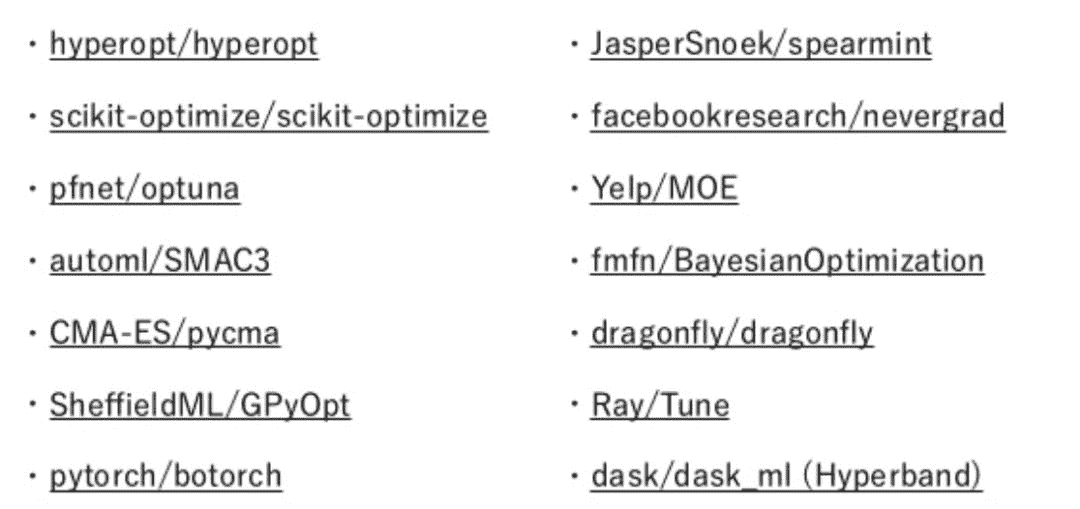 ・hyperopt/hyperopt
・scikit-optimize/scikit-optimize
・pfnet/optuna
・automl/SMAC3
・CMA-ES/pycma
・SheffieldML/GPyOpt
・pytorch/botorch
・JasperSnoek/spearmint
・facebookresearch/nevergrad
・Yelp/MOE
・fmfn/BayesianOptimization
・dragonfly/dragonfly
・Ray/Tune
・dask/dask_ml (Hyperband)